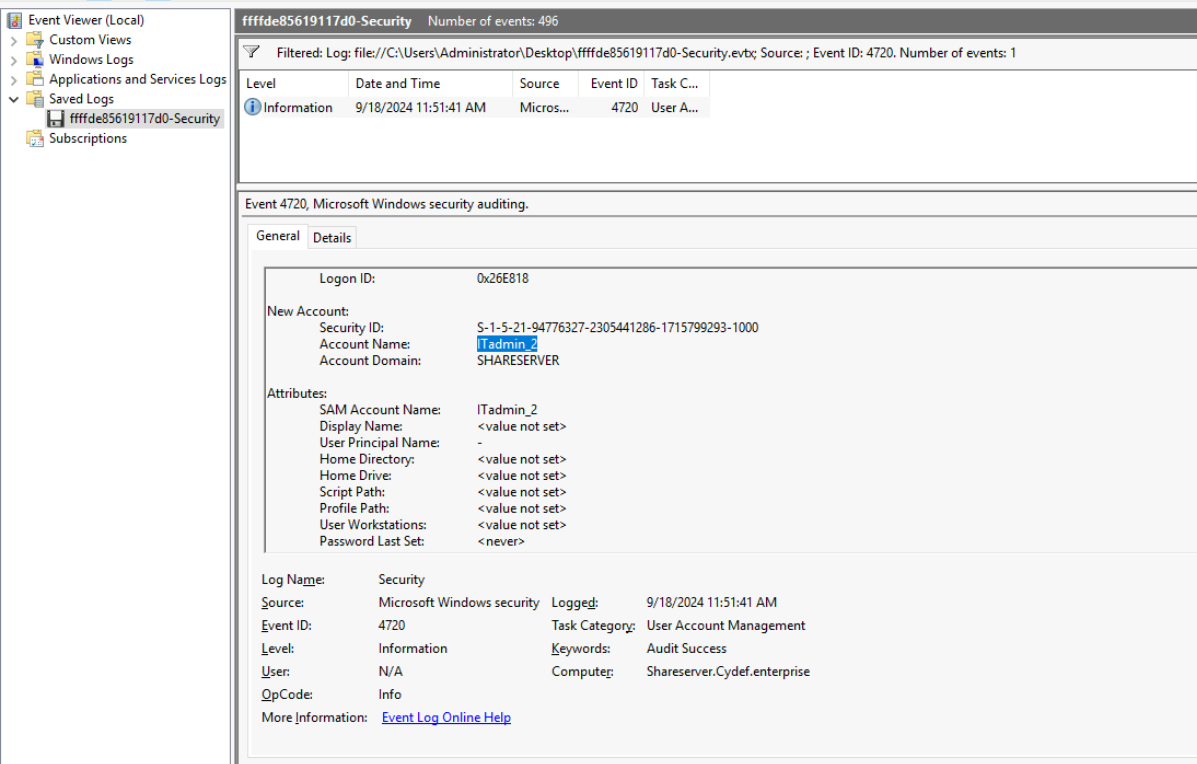 Event Viewer (Local)
Custom Views
Windows Logs
Applications and Services Logs
Saved Logs
ffffde85619117d0-Security
Subscriptions
ffffde85619117d0-Security Number of events: 496
Filtered: Log: file://C:\Users\Administrator\Desktop\ffffde85619117d0-Security.evtx; Source: ; Event ID: 4720. Number of events: 1
Level Date and Time Source Event ID Task C...
Information 9/18/2024 11:51:41 AM Micros... 4720 User A...
Event 4720, Microsoft Windows security auditing.
General Details
Logon ID: 0x26E818
New Account:
Security ID: S-1-5-21-94776327-2305441286-1715799293-1000
Account Name: ITadmin_2
Account Domain: SHARESERVER
Attributes:
SAM Account Name: ITadmin_2
Display Name: <value not set>
User Principal Name: -
Home Directory: <value not set>
Home Drive: <value not set>
Script Path: <value not set>
Profile Path: <value not set>
User Workstations: <value not set>
Password Last Set: <never>
Log Name: Security
Source: Microsoft Windows security Logged: 9/18/2024 11:51:41 AM
Event ID: 4720 Task Category: User Account Management
Level: Information Keywords: Audit Success
User: N/A Computer: Shareserver.Cydef.enterprise
OpCode: Info
More Information: Event Log Online Help